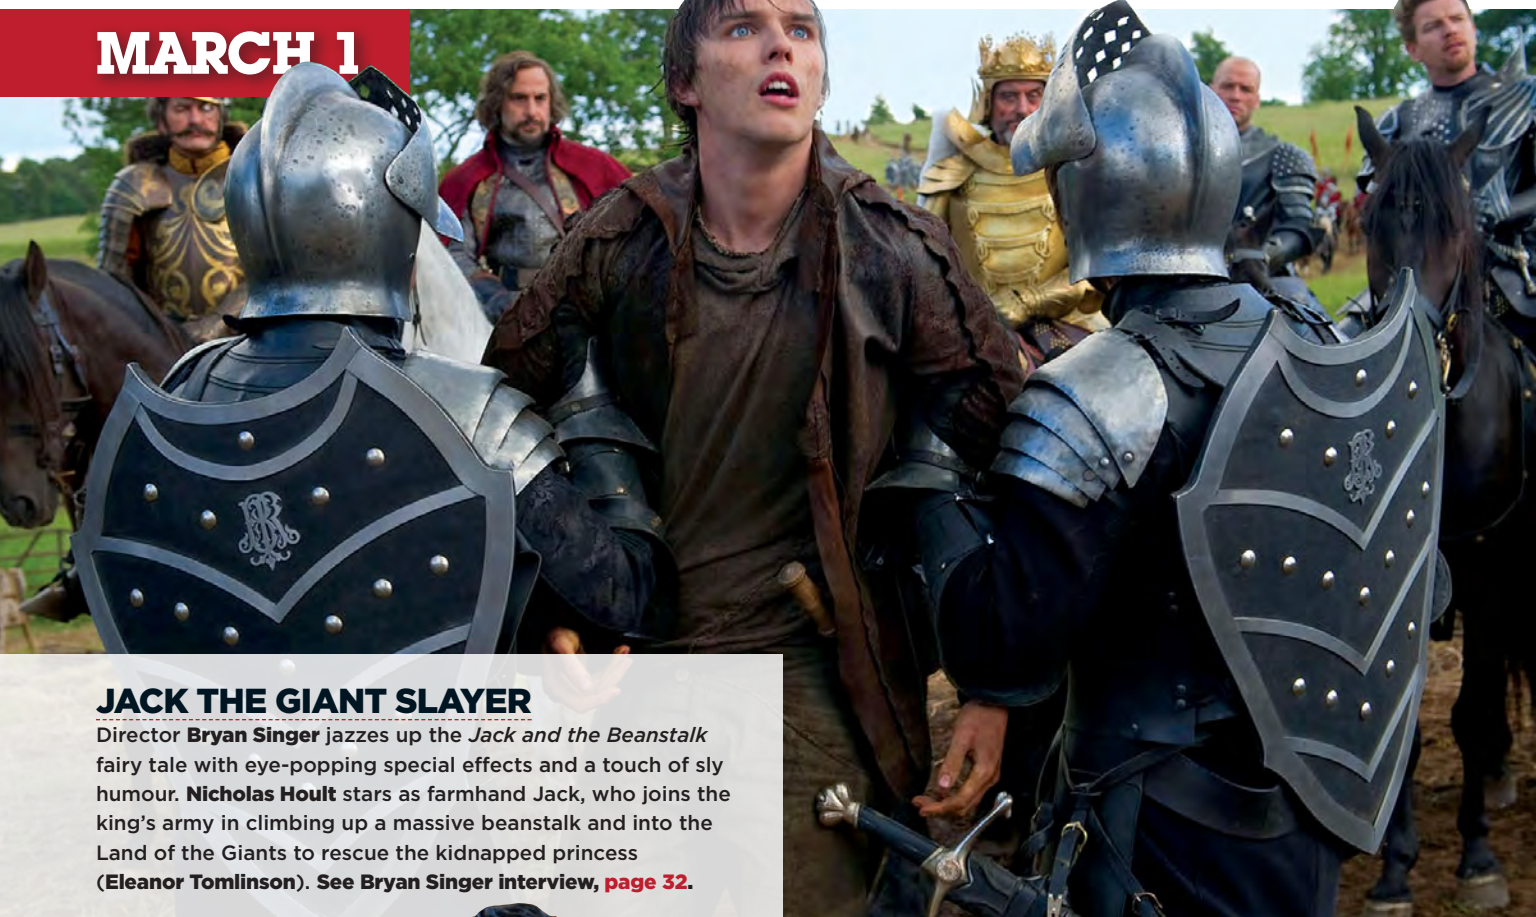 MARCH 1
JACK THE GIANT SLAYER
Director Bryan Singer jazzes up the Jack and the Beanstalk
fairy tale with eye-popping special effects and a touch of sly
humour. Nicholas Hoult stars as farmhand Jack, who joins the
king’s army in climbing up a massive beanstalk and into the
Land of the Giants to rescue the kidnapped princess
(Eleanor Tomlinson). See Bryan Singer interview, page 32.